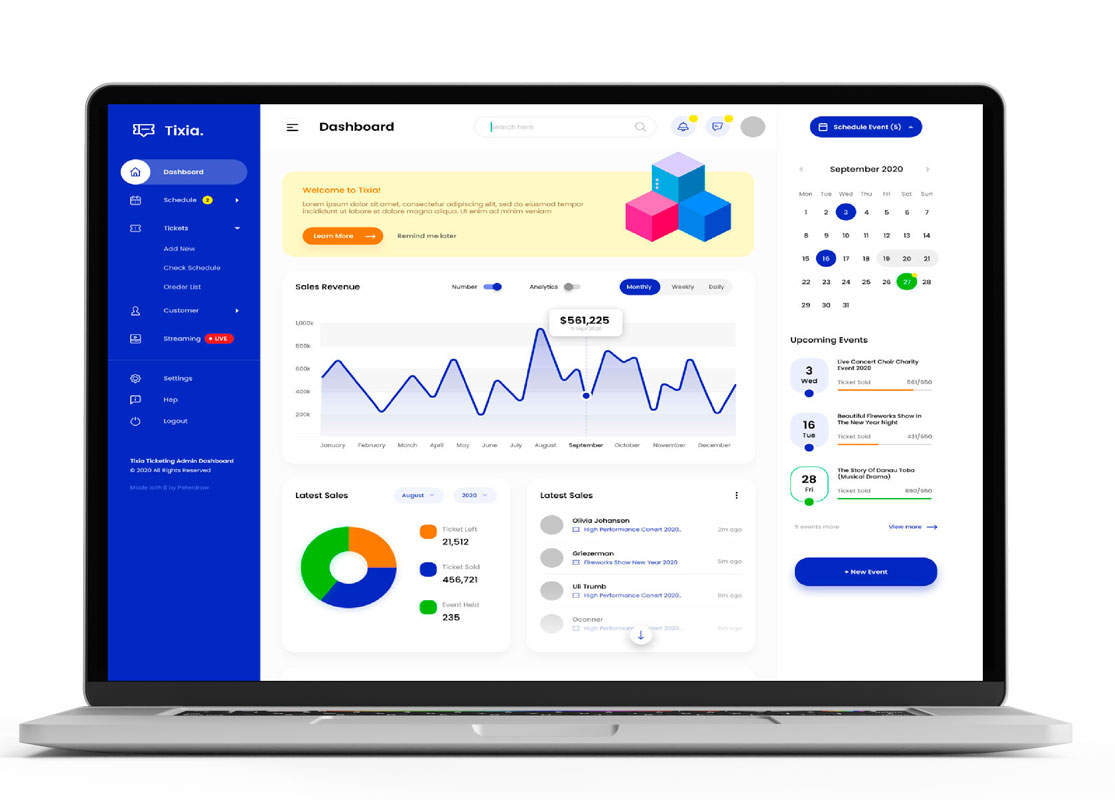 Tixia.
Dashboard
Schedule 2
Tickets
Add New
Check Schedule
Oreder List
Customer
Streaming LIVE
Settings
Hep
Logout
Tixia Ticketing Admin Dashboard
© 2020 All Rights Reserved
Made with by
Dashboard
Search here
Welcome to Tixia!
Lorem ipsum dolor sit amet, consectetur adipiscing elit, sed do eiusmod tempor
incididunt ut labore et dolore magna aliqua. Ut enim ad minim veniam
Learn More
Remind me later
Sales Revenue
Number
Analytics
Monthly
Weekly
Daily
$561,225
1,000k
800k
600k
400k
200k
January February March April May June July August September October November December
Latest Sales
August
2020
Ticket Left
21,512
Ticket Sold
456,721
Event Held
235
Latest Sales
Olivia Johanson
High Performance Conert 2020..
2m ago
Griezerman
Fireworks Show New Year 2020
5m ago
Uli Trumb
High Performance Conert 2020..
8m ago
Oconner
High Performance Conert 2020..
Schedule Event (5)
September 2020
Mon Tue Wed Thu Fri Sat Sun
1 2 3 4 5 6 7
8 9 10 11 12 13 14
15 16 17 18 19 20 21
22 23 24 25 26 27 28
29 30 31
Upcoming Events
3
Wed
Live Concert Choir Charity
Event 2020
Ticket Sold 561/650
16
Tue
Beautiful Fireworks Show In
The New Year Night
Ticket Sold 431/650
28
Fri
The Story Of Danau Toba
(Musical Drama)
Ticket Sold 650/650
5 events more
View more
+ New Event